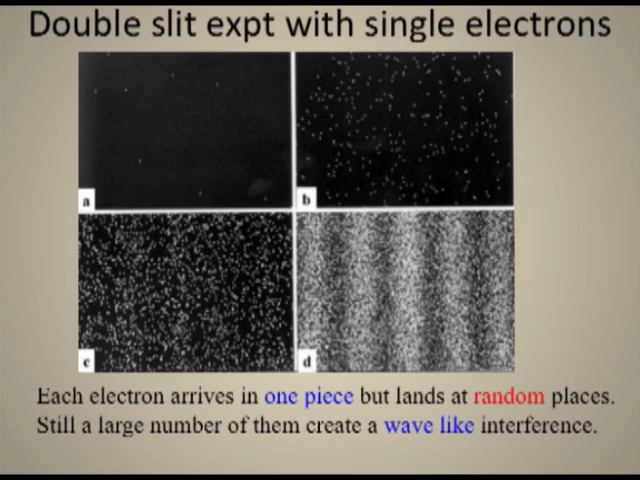 Double slit expt with single electrons
a
b
c
d
Each electron arrives in one piece but lands at random places.
Still a large number of them create a wave like interference.